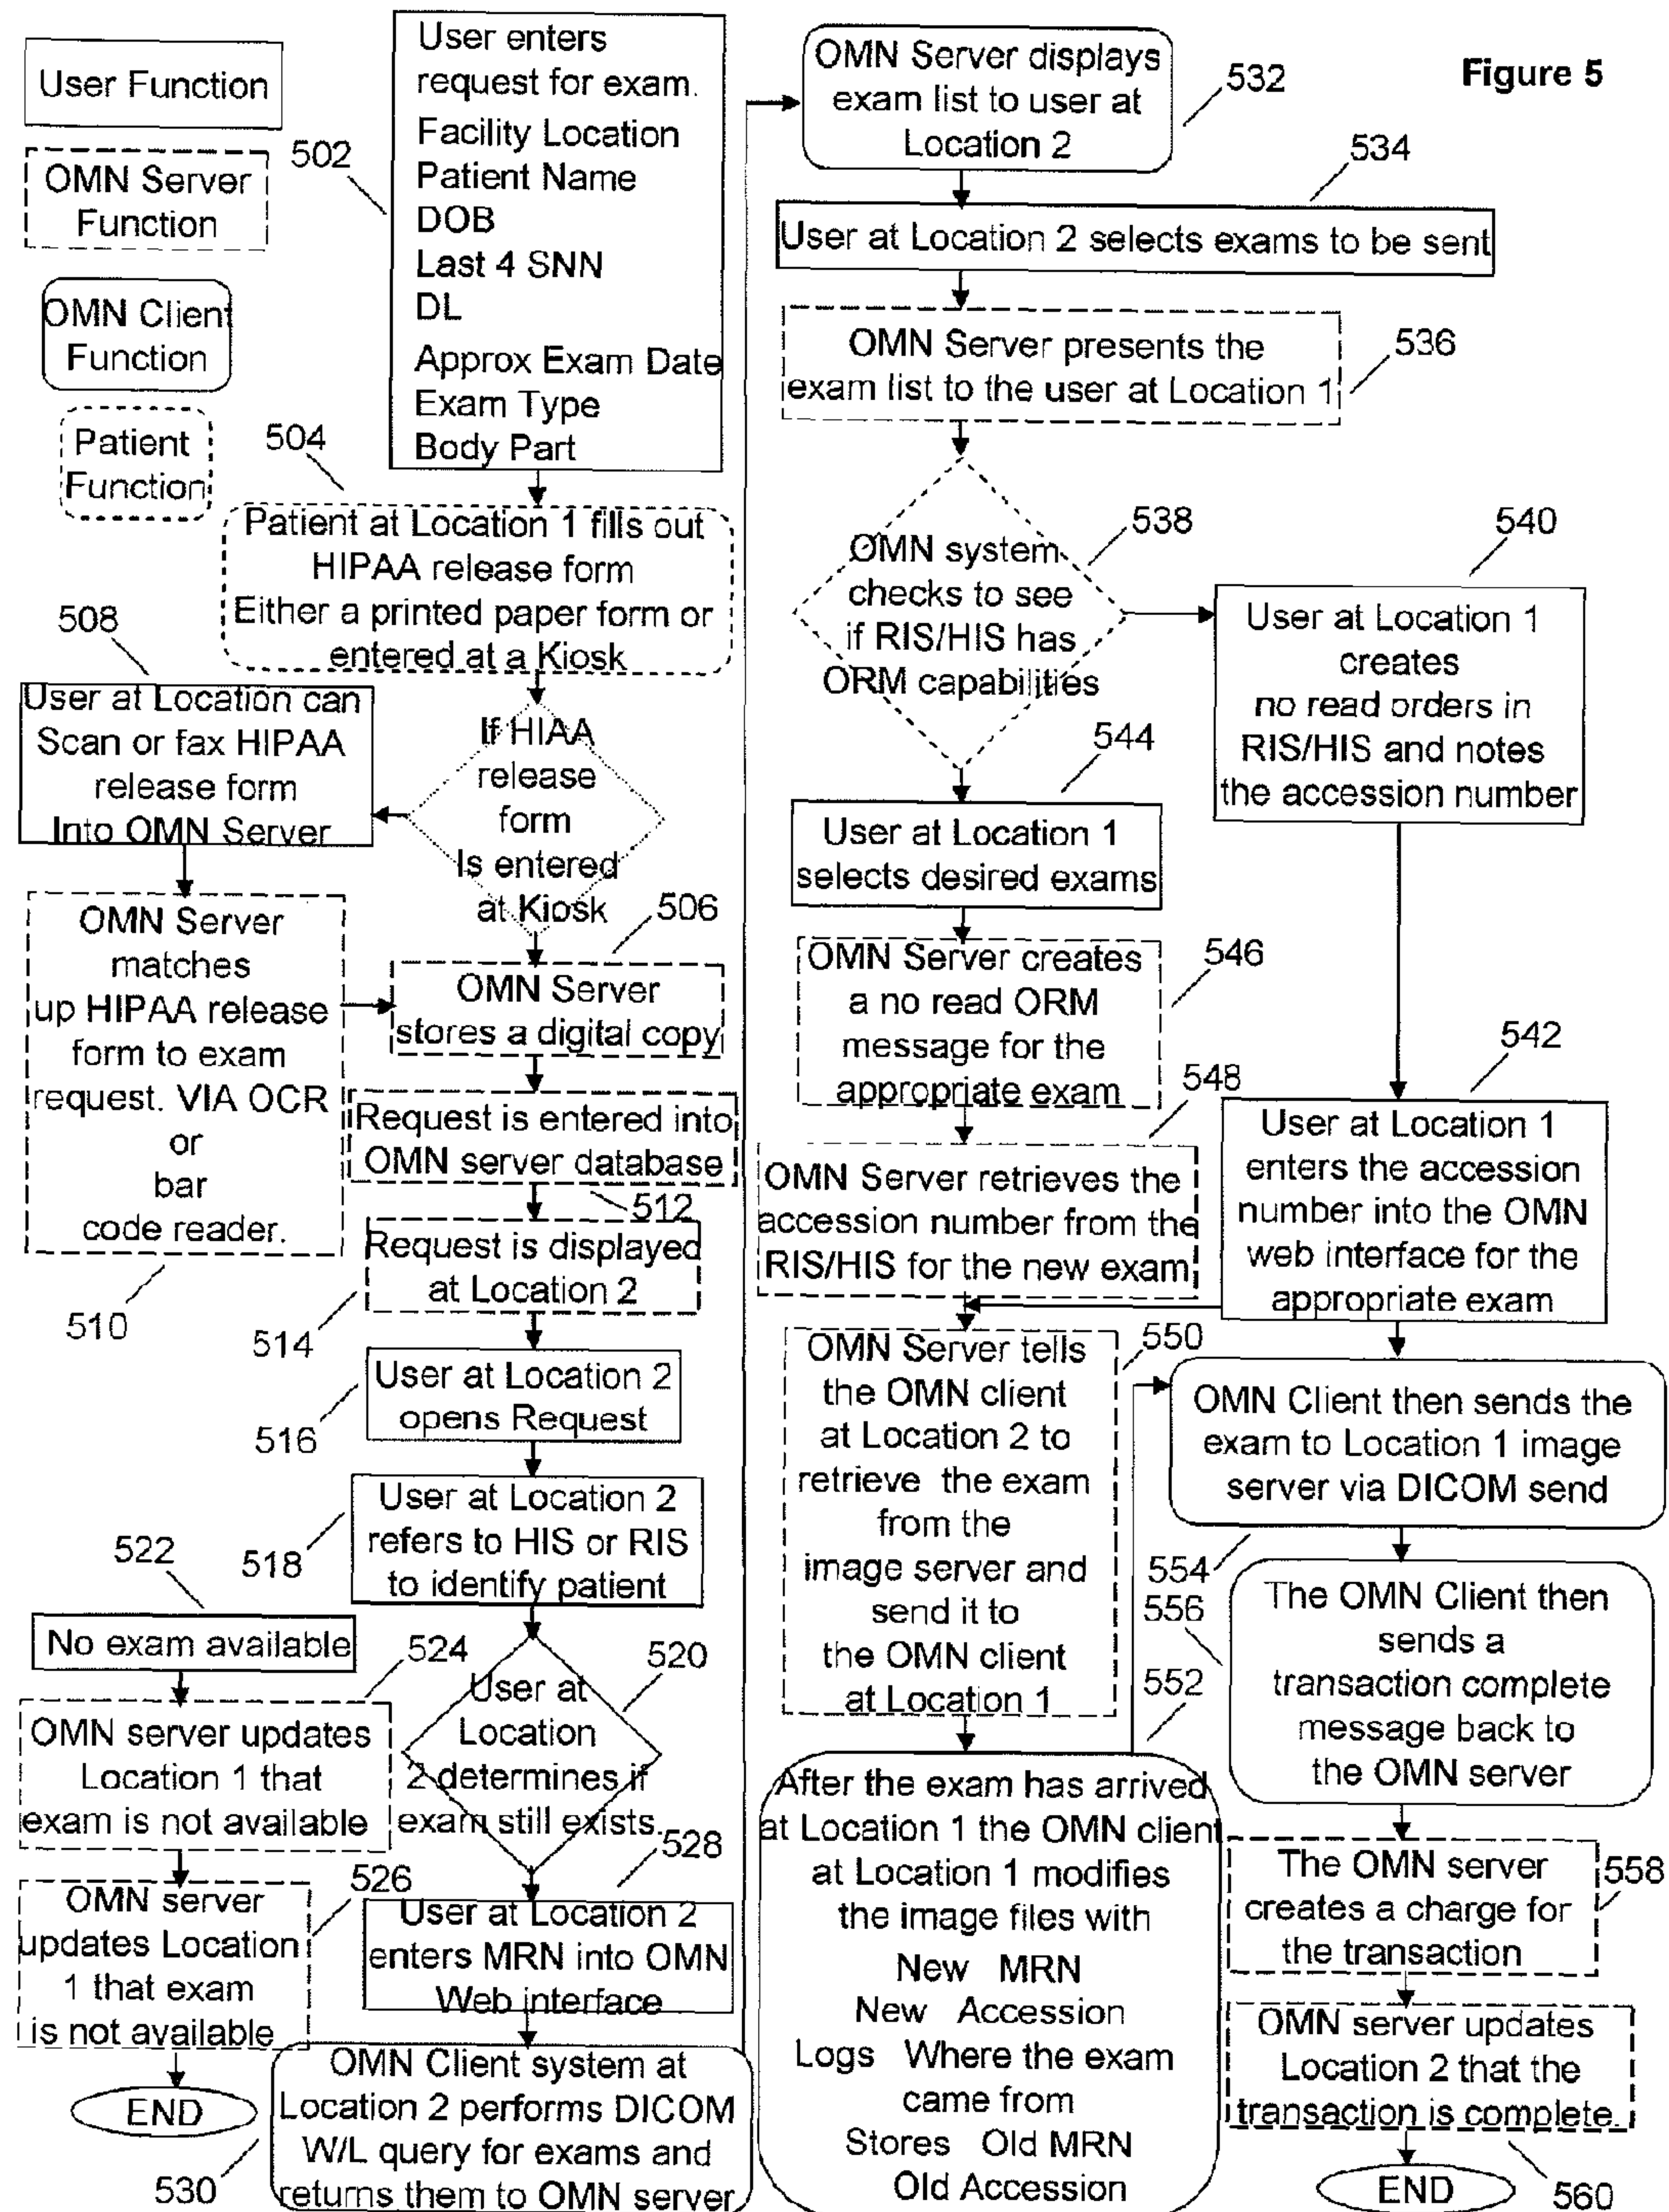 Figure 5
User Function
OMN Server
Function
OMN Client
Function
Patient
Function
502
User enters
request for exam.
Facility Location
Patient Name
DOB
Last 4 SNN
DL
Approx Exam Date
Exam Type
Body Part
504
Patient at Location 1 fills out
HIPAA release form
Either a printed paper form or
entered at a Kiosk
If HIAA
release
form
Is entered
at Kiosk
508
User at Location can
Scan or fax HIPAA
release form
Into OMN Server
OMN Server
matches
up HIPAA release
form to exam
request. VIA OCR
or
bar
code reader.
510
506
OMN Server
stores a digital copy
Request is entered into
OMN server database
512
Request is displayed
at Location 2
514
User at Location 2
opens Request
516
User at Location 2
refers to HIS or RIS
to identify patient
518
520
User at
Location
2 determines if
exam still exists.
522
No exam available
524
OMN server updates
Location 1 that
exam is not available
526
OMN server
updates Location
1 that exam
is not available
END
528
User at Location 2
enters MRN into OMN
Web interface
OMN Client system at
Location 2 performs DICOM
W/L query for exams and
returns them to OMN server
530
OMN Server displays
exam list to user at
Location 2
532
534
User at Location 2 selects exams to be sent
OMN Server presents the
exam list to the user at Location 1
536
538
OMN system
checks to see
if RIS/HIS has
ORM capabilities
540
User at Location 1
creates
no read orders in
RIS/HIS and notes
the accession number
544
User at Location 1
selects desired exams
OMN Server creates
a no read ORM
message for the
appropriate exam
546
542
User at Location 1
enters the accession
number into the OMN
web interface for the
appropriate exam
548
OMN Server retrieves the
accession number from the
RIS/HIS for the new exam
550
OMN Server tells
the OMN client
at Location 2 to
retrieve the exam
from the
image server and
send it to
the OMN client
at Location 1
552
After the exam has arrived
at Location 1 the OMN client
at Location 1 modifies
the image files with
New MRN
New Accession
Logs Where the exam
came from
Stores Old MRN
Old Accession
OMN Client then sends the
exam to Location 1 image
server via DICOM send
554
556
The OMN Client then
sends a
transaction complete
message back to
the OMN server
The OMN server
creates a charge for
the transaction
558
OMN server updates
Location 2 that the
transaction is complete.
560
END